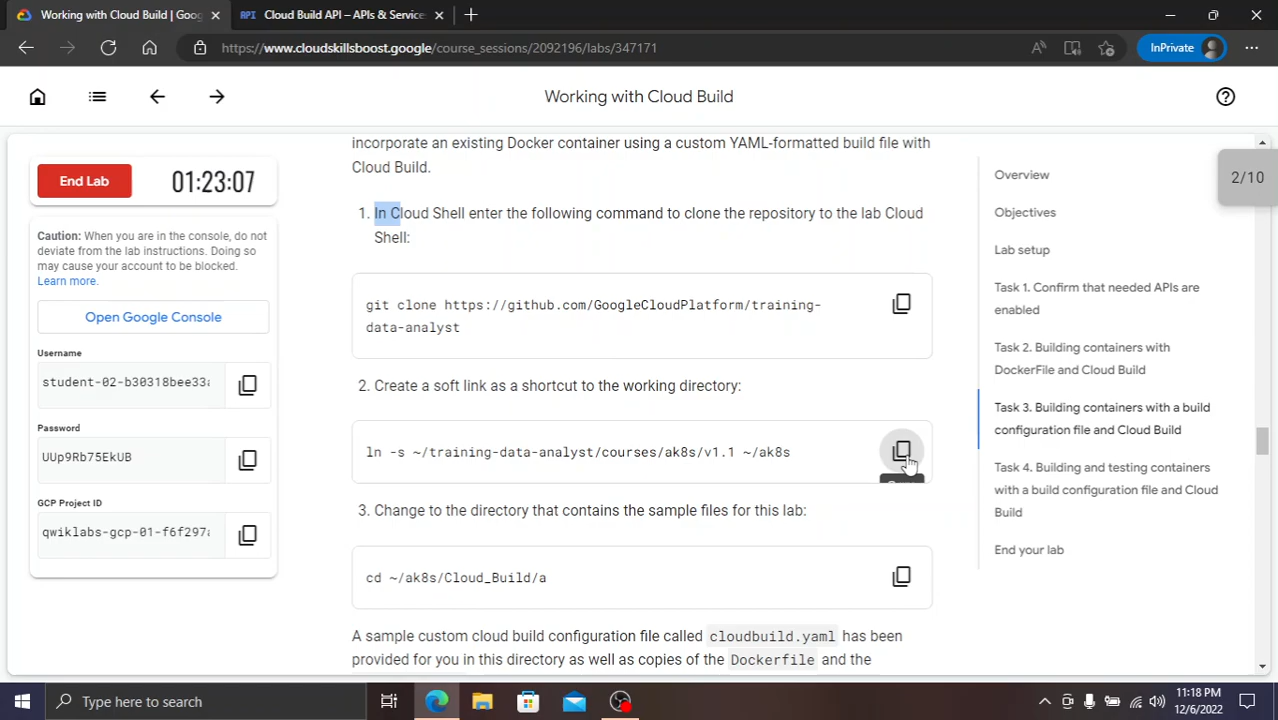 Working with Cloud Build | Goog
API Cloud Build API – APIs & Service
https://www.cloudskillsboost.google/course_sessions/2092196/labs/347171
InPrivate
Working with Cloud Build
End Lab
01:23:07
Caution: When you are in the console, do not
deviate from the lab instructions. Doing so
may cause your account to be blocked.
Learn more.
Open Google Console
Username
student-02-b30318bee33
Password
UUp9Rb75EkUB
GCP Project ID
qwiklabs-gcp-01-f6f297
incorporate an existing Docker container using a custom YAML-formatted build file with
Cloud Build.
1. In Cloud Shell enter the following command to clone the repository to the lab Cloud
Shell:
git clone https://github.com/GoogleCloudPlatform/training-
data-analyst
2. Create a soft link as a shortcut to the working directory:
ln -s ~/training-data-analyst/courses/ak8s/v1.1 ~/ak8s
3. Change to the directory that contains the sample files for this lab:
cd ~/ak8s/Cloud_Build/a
A sample custom cloud build configuration file called cloudbuild.yaml has been
provided for you in this directory as well as copies of the Dockerfile and the
Overview
Objectives
Lab setup
Task 1. Confirm that needed APIs are
enabled
Task 2. Building containers with
DockerFile and Cloud Build
Task 3. Building containers with a build
configuration file and Cloud Build
Task 4. Building and testing containers
with a build configuration file and Cloud
Build
End your lab
2/10
Type here to search
11:18 PM
12/6/2022